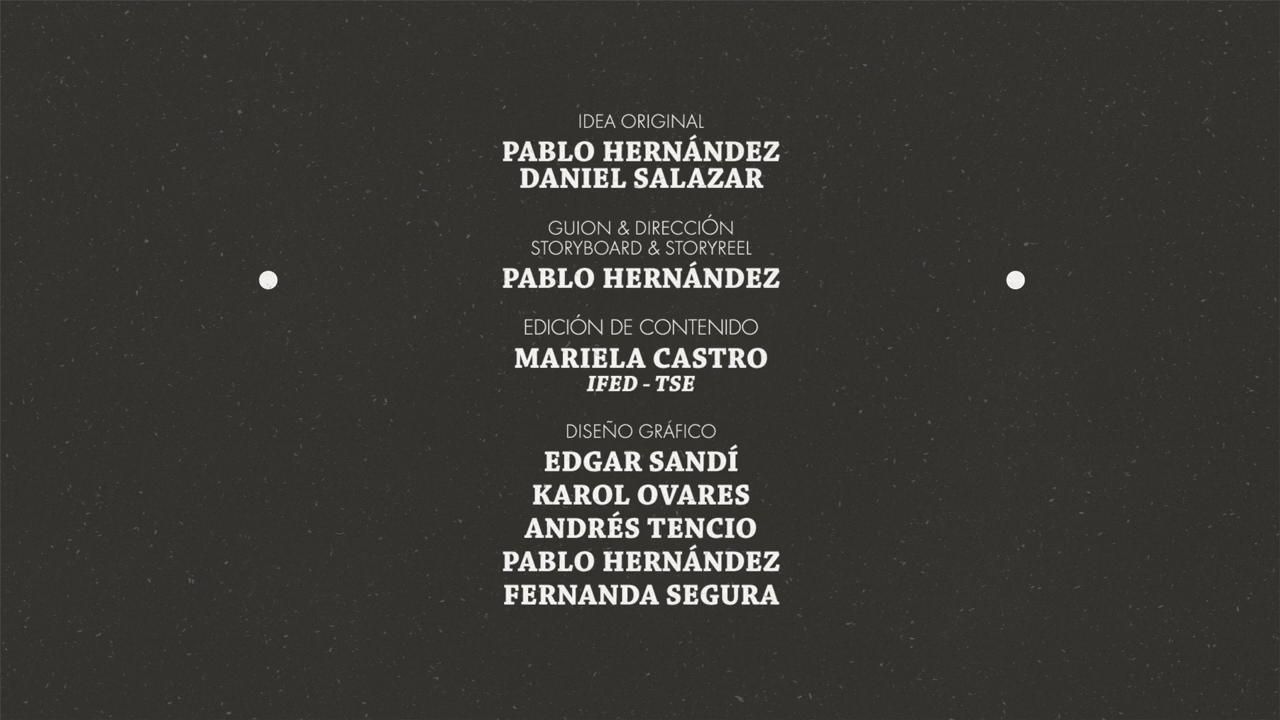 IDEA ORIGINAL
PABLO HERNÁNDEZ
DANIEL SALAZAR
GUION & DIRECCIÓN
STORYBOARD & STORYREEL
PABLO HERNÁNDEZ
EDICIÓN DE CONTENIDO
MARIELA CASTRO
IFED - TSE
DISEÑO GRÁFICO
EDGAR SANDÍ
KAROL OVARES
ANDRÉS TENCIO
PABLO HERNÁNDEZ
FERNANDA SEGURA